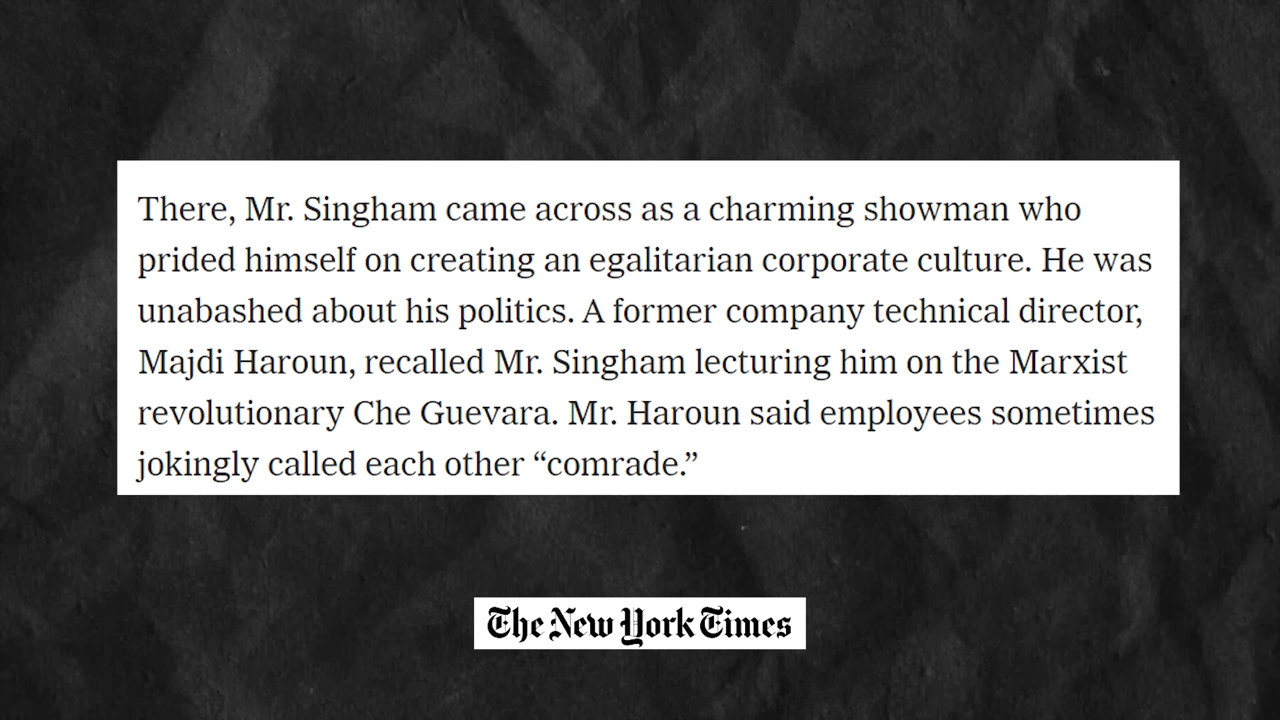 There, Mr. Singham came across as a charming showman who
prided himself on creating an egalitarian corporate culture. He was
unabashed about his politics. A former company technical director,
Majdi Haroun, recalled Mr. Singham lecturing him on the Marxist
revolutionary Che Guevara. Mr. Haroun said employees sometimes
jokingly called each other “comrade.”
The New York Times